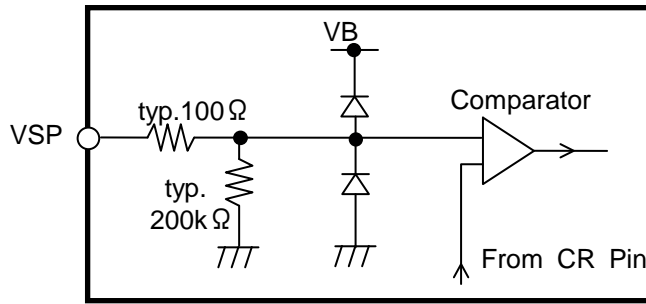 VB
typ.100Ω
Comparator
VSP
typ.
200kΩ
From CR Pin